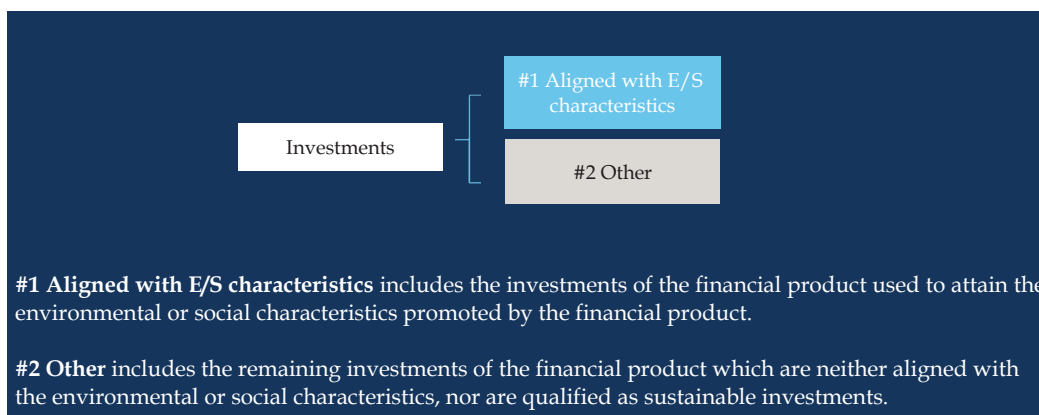 #1 Aligned with E/S
characteristics
Investments
#2 Other
#1 Aligned with E/S characteristics includes the investments of the financial product used to attain the
environmental or social characteristics promoted by the financial product.
#2 Other includes the remaining investments of the financial product which are neither aligned with
the environmental or social characteristics, nor are qualified as sustainable investments.